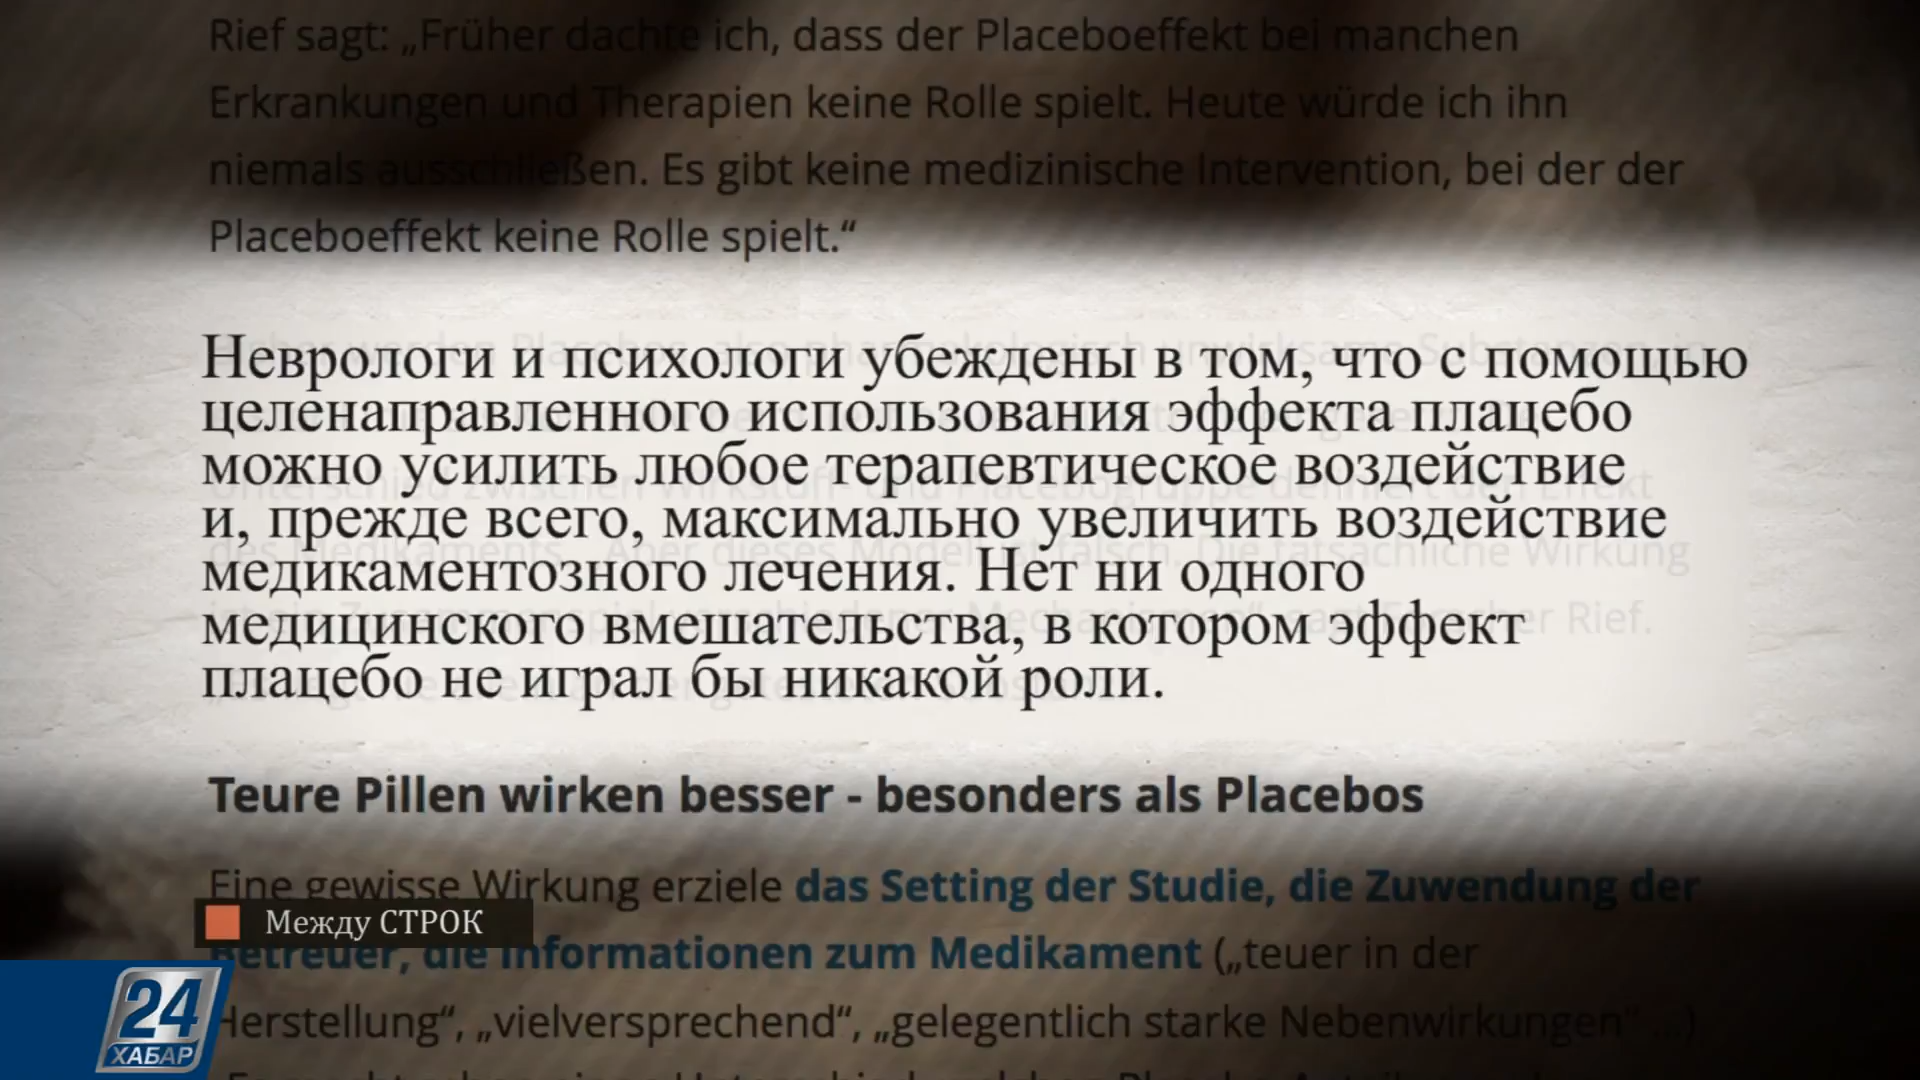 Rief sagt: „Früher dachte ich, dass der Placeboeffekt bei manchen
Erkrankungen und Therapien keine Rolle spielt. Heute würde ich ihn
niemals ausschließen. Es gibt keine medizinische Intervention, bei der der
Placeboeffekt keine Rolle spielt.“
Неврологи и психологи убеждены в том, что с помощью
целенаправленного использования эффекта плацебо
можно усилить любое терапевтическое воздействие
и, прежде всего, максимально увеличить воздействие
медикаментозного лечения. Нет ни одного
медицинского вмешательства, в котором эффект
плацебо не играл бы никакой роли.
Teure Pillen wirken besser - besonders als Placebos
Eine gewisse Wirkung erziele das Setting der Studie, die Zuwendung der
Между СТРОК
Betreuer, die Informationen zum Medikament („teuer in der
Herstellung“, „vielversprechend“, „gelegentlich starke Nebenwirkungen“ ...)
24
ХАБАР